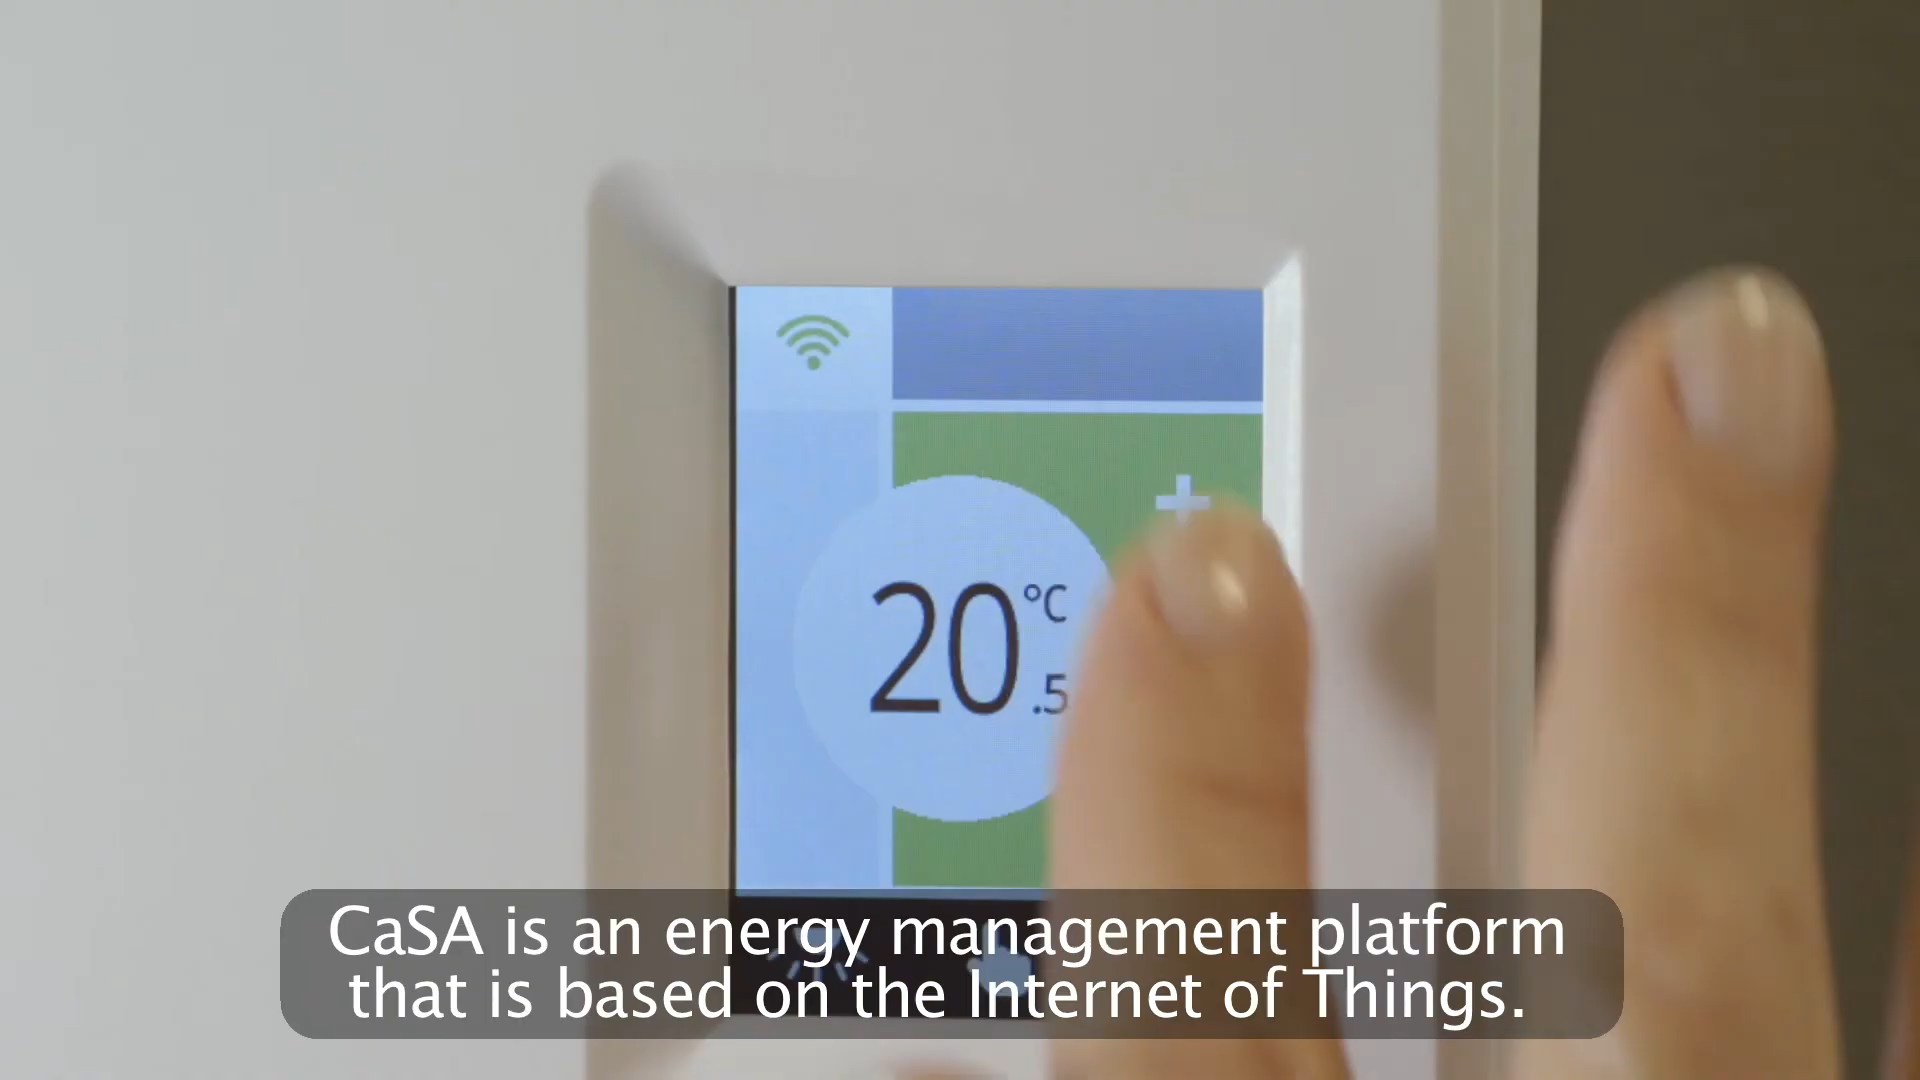 +
20 °C
.5
CaSA is an energy management platform
that is based on the Internet of Things.